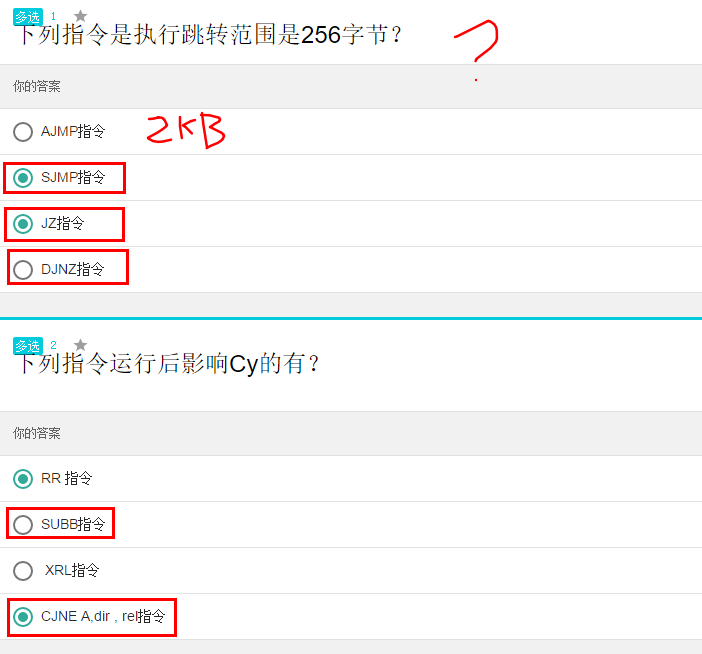 多选 1
下列指令是执行跳转范围是256字节？
?
你的答案
AJMP指令 2KB
SJMP指令
JZ指令
DJNZ指令
多选 2
下列指令运行后影响Cy的有？
你的答案
RR 指令
SUBB指令
XRL指令
CJNE A,dir , rel指令